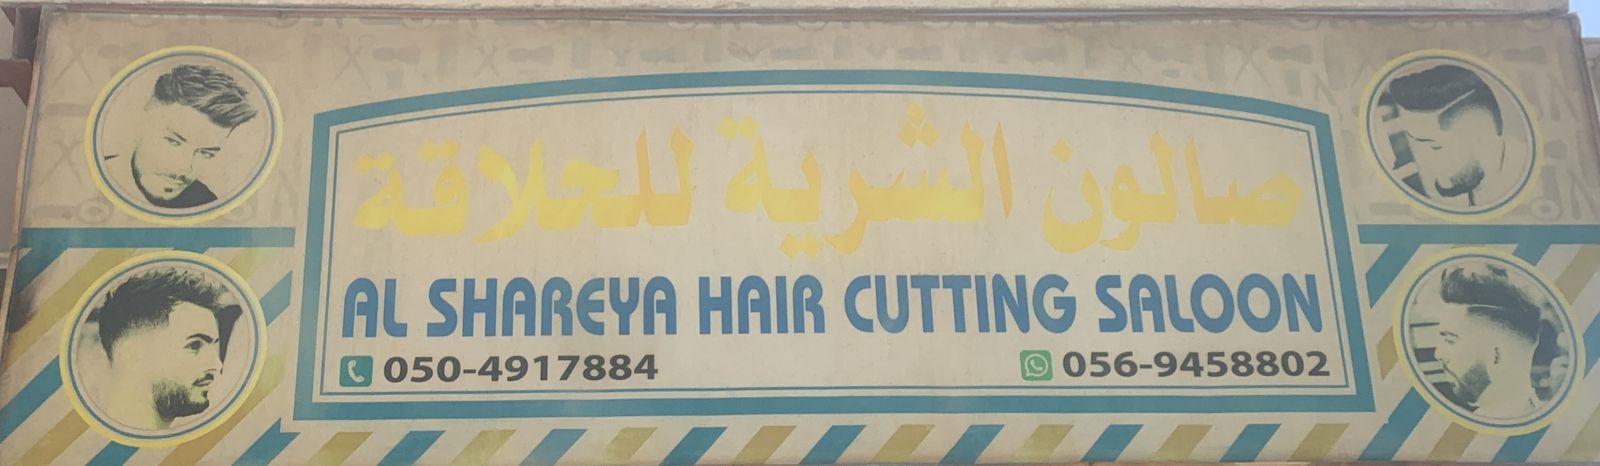 صالون الشرية للحلاقة
AL SHAREYA HAIR CUTTING SALOON
050-4917884 056-9458802